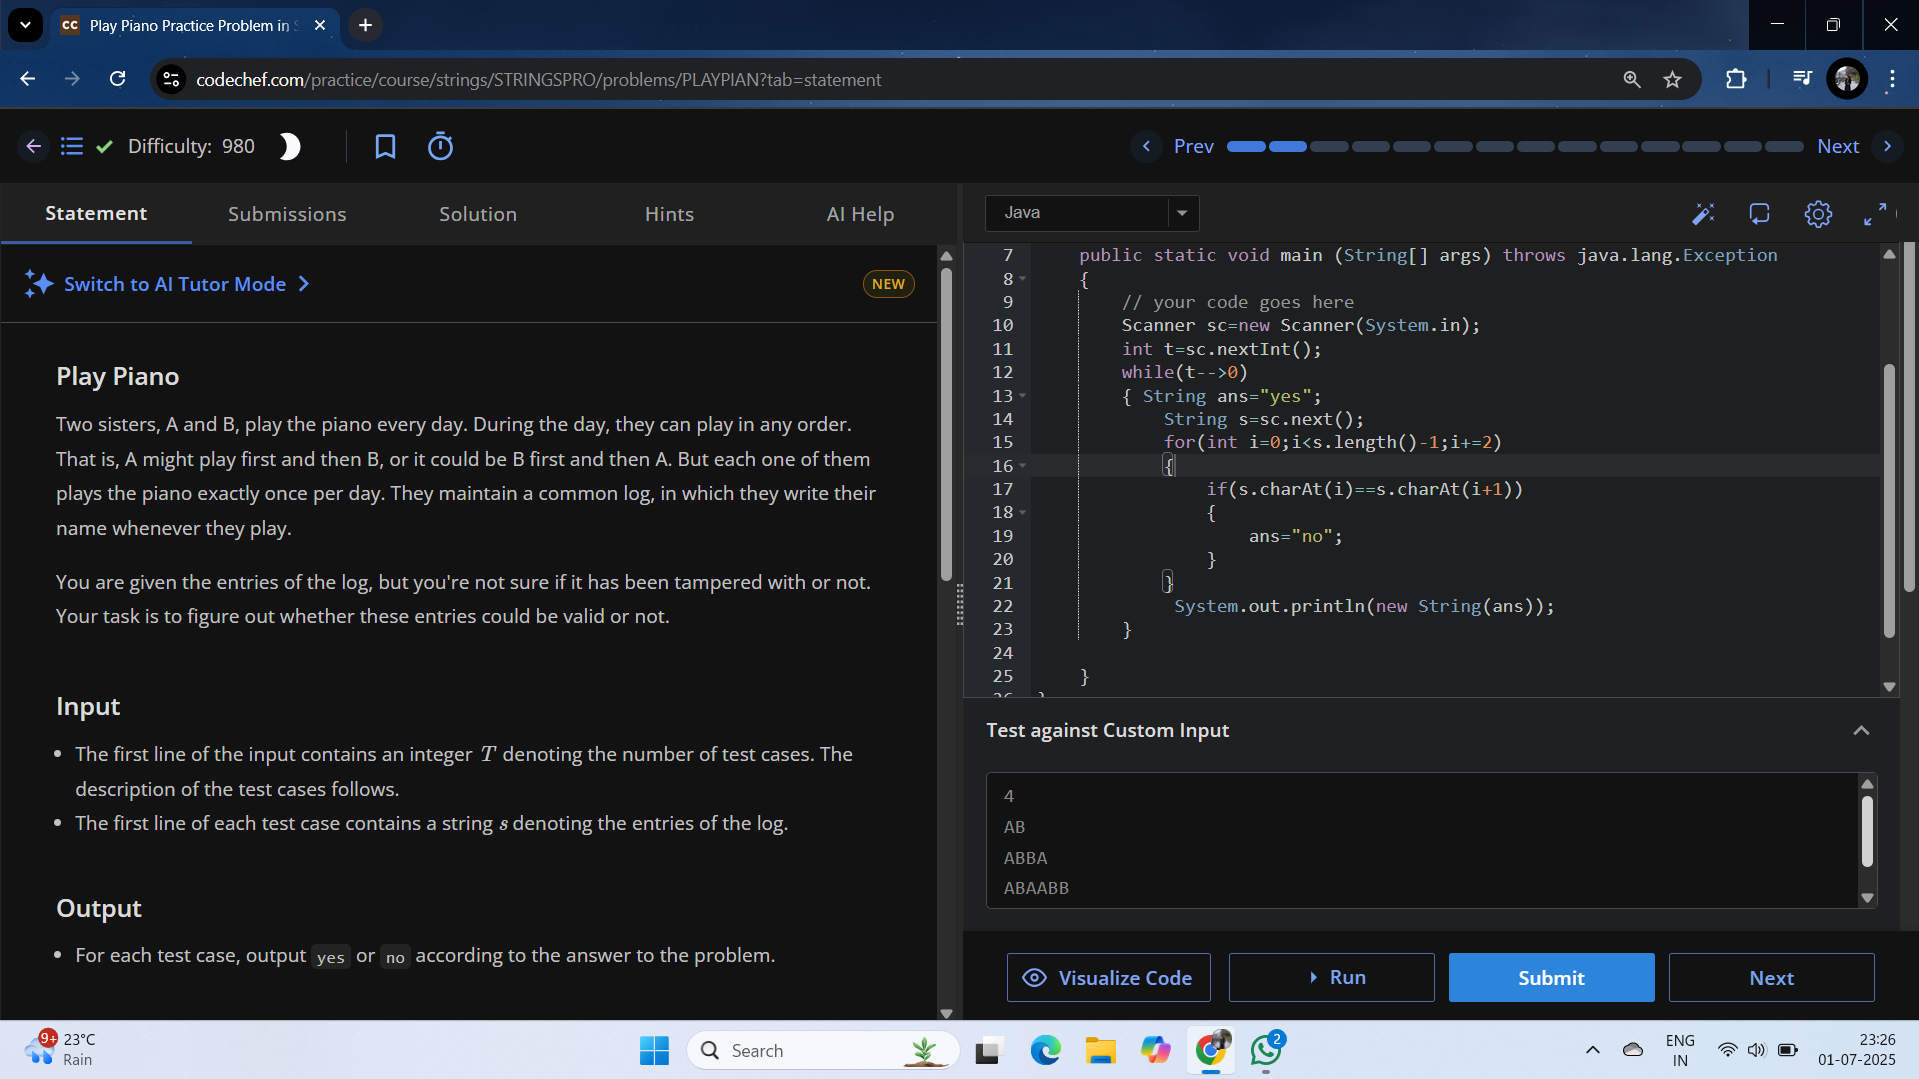 CC Play Piano Practice Problem in S
codechef.com/practice/course/strings/STRINGSPRO/problems/PLAYPIAN?tab=statement
Difficulty: 980
Prev
Next
Statement
Submissions
Solution
Hints
AI Help
Switch to AI Tutor Mode
NEW
Play Piano
Two sisters, A and B, play the piano every day. During the day, they can play in any order.
That is, A might play first and then B, or it could be B first and then A. But each one of them
plays the piano exactly once per day. They maintain a common log, in which they write their
name whenever they play.
You are given the entries of the log, but you're not sure if it has been tampered with or not.
Your task is to figure out whether these entries could be valid or not.
Input
• The first line of the input contains an integer T denoting the number of test cases. The
description of the test cases follows.
• The first line of each test case contains a string s denoting the entries of the log.
Output
• For each test case, output yes or no according to the answer to the problem.
Java
7 public static void main (String[] args) throws java.lang.Exception
8 {
9 // your code goes here
10 Scanner sc=new Scanner(System.in);
11 int t=sc.nextInt();
12 while(t-->0)
13 { String ans="yes";
14 String s=sc.next();
15 for(int i=0;i<s.length()-1;i+=2)
16 {
17 if(s.charAt(i)==s.charAt(i+1))
18 {
19 ans="no";
20 }
21 }
22 System.out.println(new String(ans));
23 }
24
25 }
Test against Custom Input
4
AB
ABBA
ABAABB
Visualize Code
Run
Submit
Next
9+
23°C
Rain
Search
2
ENG
IN
23:26
01-07-2025